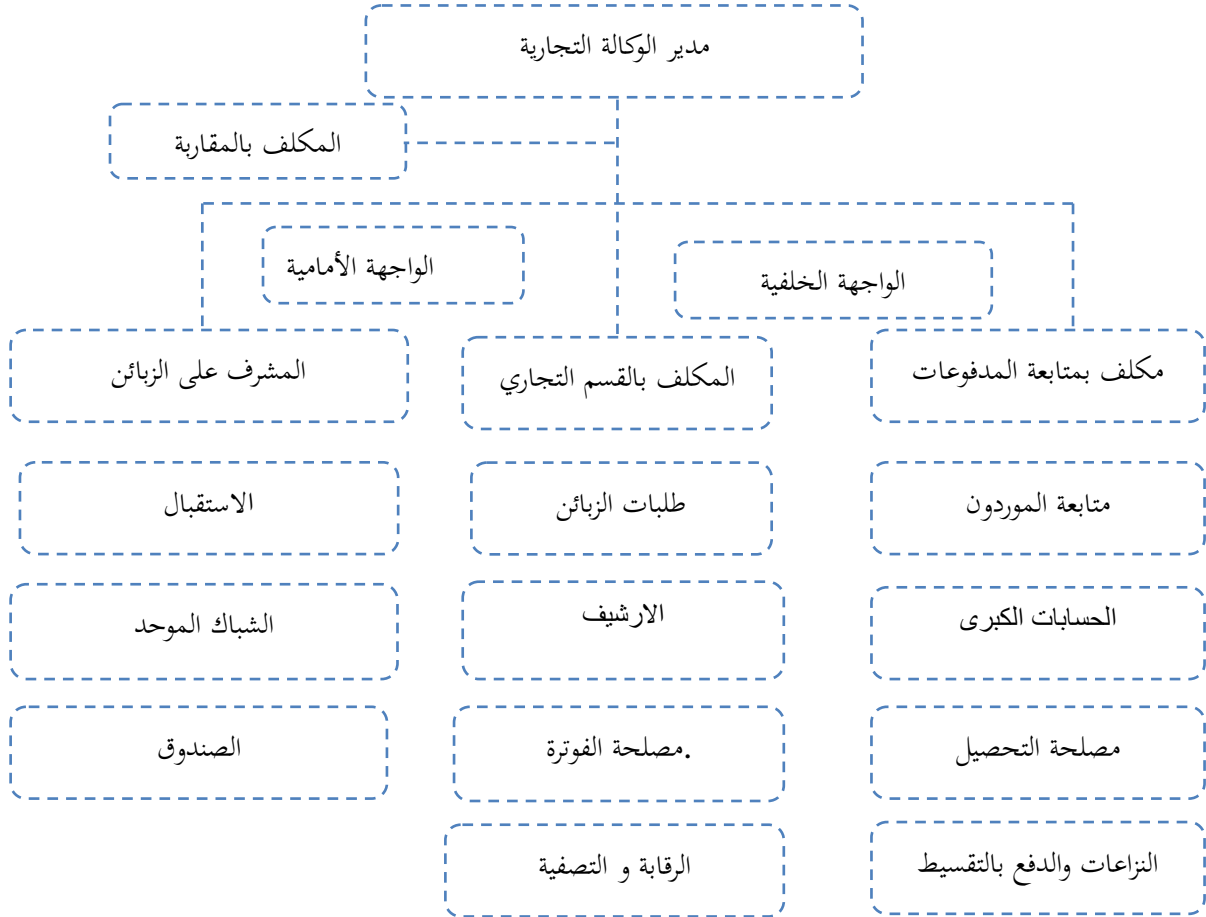 مدير الوكالة التجارية
المكلف بالمقاربة
الواجهة الأمامية
الواجهة الخلفية
مكلف بمتابعة المدفوعات
المكلف بالقسم التجاري
المشرف على الزبائن
متابعة الموردون
طلبات الزبائن
الاستقبال
الحسابات الكبرى
الارشيف
الشباك الموحد
مصلحة التحصيل
.مصلحة الفوترة
الصندوق
النزاعات والدفع بالتقسيط
الرقابة و التصفية